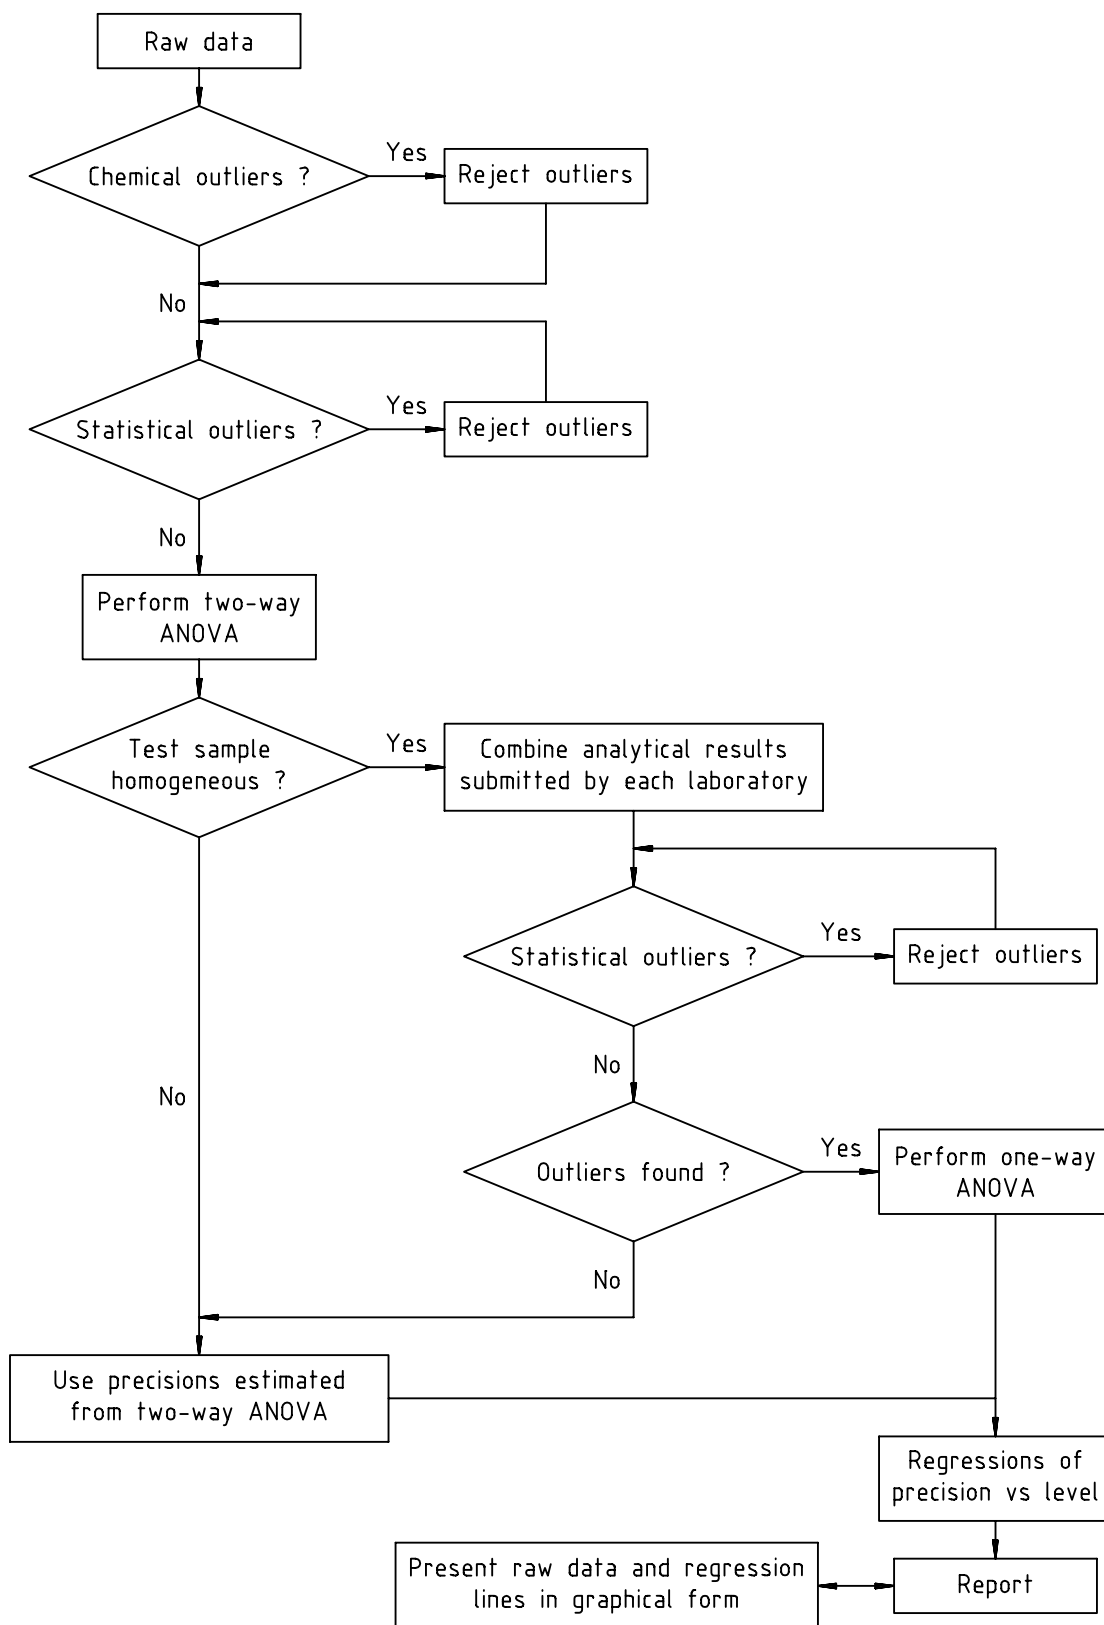 Raw data
Chemical outliers ?
Yes
Reject outliers
No
Statistical outliers ?
Yes
Reject outliers
No
Perform two-way
ANOVA
Test sample
homogeneous ?
Yes
Combine analytical results
submitted by each laboratory
Statistical outliers ?
Yes
Reject outliers
No
No
Outliers found ?
Yes
Perform one-way
ANOVA
No
Use precisions estimated
from two-way ANOVA
Regressions of
precision vs level
Present raw data and regression
lines in graphical form
Report